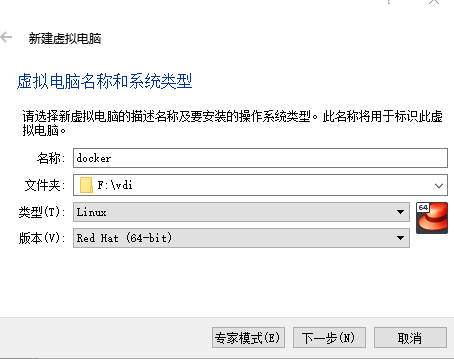 新建虚拟电脑
虚拟电脑名称和系统类型
请选择新虚拟电脑的描述名称及要安装的操作系统类型。此名称将用于标识此虚
拟电脑。
名称: docker
文件夹: F:\vdi
类型(T): Linux
64
版本(V): Red Hat (64-bit)
专家模式(E) 下一步(N) 取消